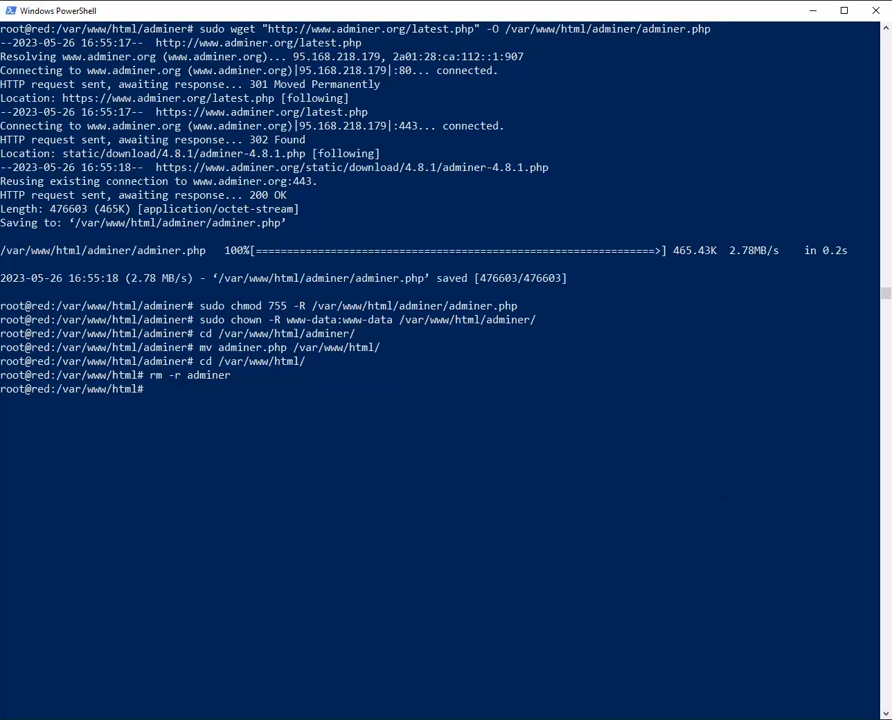 Windows PowerShell
root@red:/var/www/html/adminer# sudo wget "http://www.adminer.org/latest.php" -O /var/www/html/adminer/adminer.php
--2023-05-26 16:55:17--  http://www.adminer.org/latest.php
Resolving www.adminer.org (www.adminer.org)... 95.168.218.179, 2a01:28:ca:112::1:907
Connecting to www.adminer.org (www.adminer.org)|95.168.218.179|:80... connected.
HTTP request sent, awaiting response... 301 Moved Permanently
Location: https://www.adminer.org/latest.php [following]
--2023-05-26 16:55:17--  https://www.adminer.org/latest.php
Connecting to www.adminer.org (www.adminer.org)|95.168.218.179|:443... connected.
HTTP request sent, awaiting response... 302 Found
Location: static/download/4.8.1/adminer-4.8.1.php [following]
--2023-05-26 16:55:18--  https://www.adminer.org/static/download/4.8.1/adminer-4.8.1.php
Reusing existing connection to www.adminer.org:443.
HTTP request sent, awaiting response... 200 OK
Length: 476603 (465K) [application/octet-stream]
Saving to: ‘/var/www/html/adminer/adminer.php’
/var/www/html/adminer/adminer.php   100%[================================================================>] 465.43K  2.78MB/s    in 0.2s
2023-05-26 16:55:18 (2.78 MB/s) - ‘/var/www/html/adminer/adminer.php’ saved [476603/476603]
root@red:/var/www/html/adminer# sudo chmod 755 -R /var/www/html/adminer/adminer.php
root@red:/var/www/html/adminer# sudo chown -R www-data:www-data /var/www/html/adminer/
root@red:/var/www/html/adminer# cd /var/www/html/adminer/
root@red:/var/www/html/adminer# mv adminer.php /var/www/html/
root@red:/var/www/html/adminer# cd /var/www/html/
root@red:/var/www/html# rm -r adminer
root@red:/var/www/html#